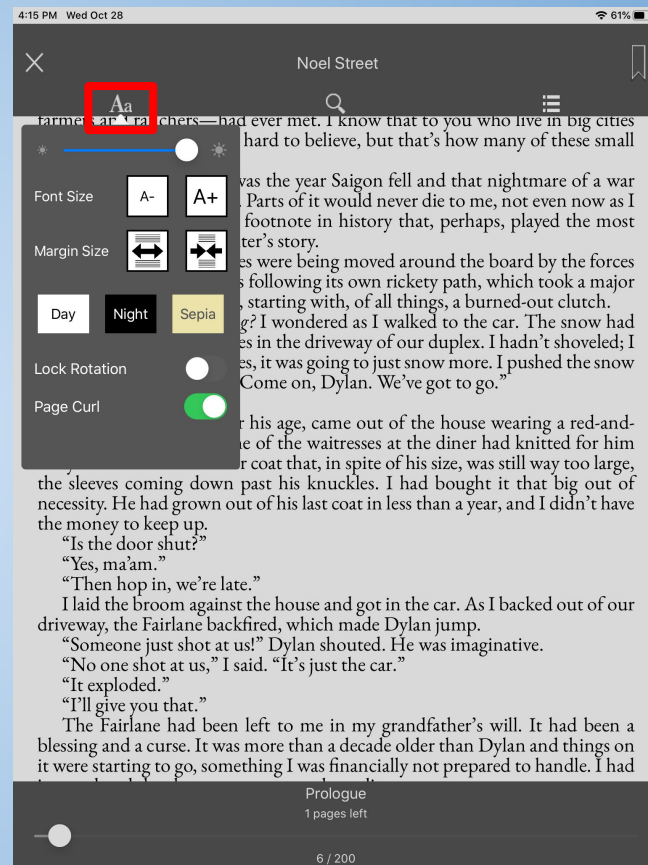 4:15 PM Wed Oct 28 61%
Noel Street
Aa
farmers and ranchers—had ever met. I know that to you who live in big cities
hard to believe, but that's how many of these small
was the year Saigon fell and that nightmare of a war
Font Size A- A+
. Parts of it would never die to me, not even now as I
footnote in history that, perhaps, played the most
Margin Size
ter's story.
es were being moved around the board by the forces
s following its own rickety path, which took a major
, starting with, of all things, a burned-out clutch.
Day Night Sepia
g? I wondered as I walked to the car. The snow had
es in the driveway of our duplex. I hadn't shoveled; I
Lock Rotation
es, it was going to just snow more. I pushed the snow
Come on, Dylan. We've got to go.”
Page Curl
r his age, came out of the house wearing a red-and-
ne of the waitresses at the diner had knitted for him
r coat that, in spite of his size, was still way too large,
the sleeves coming down past his knuckles. I had bought it that big out of
necessity. He had grown out of his last coat in less than a year, and I didn't have
the money to keep up.
“Is the door shut?”
“Yes, ma'am.”
“Then hop in, we're late.”
I laid the broom against the house and got in the car. As I backed out of our
driveway, the Fairlane backfired, which made Dylan jump.
“Someone just shot at us!” Dylan shouted. He was imaginative.
“No one shot at us,” I said. “It's just the car.”
“It exploded.”
“I'll give you that.”
The Fairlane had been left to me in my grandfather's will. It had been a
blessing and a curse. It was more than a decade older than Dylan and things on
it were starting to go, something I was financially not prepared to handle. I had
Prologue
1 pages left
6 / 200